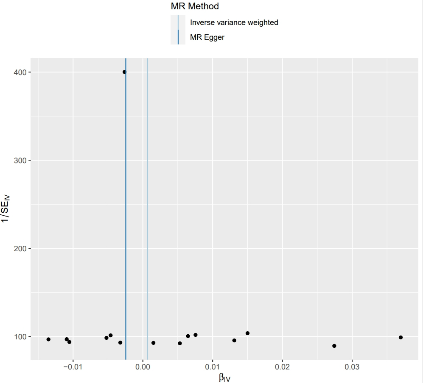 MR Method
Inverse variance weighted
MR Egger
400
300
200
100
1/SE_IV
−0.01
0.00
0.01
0.02
0.03
β_IV